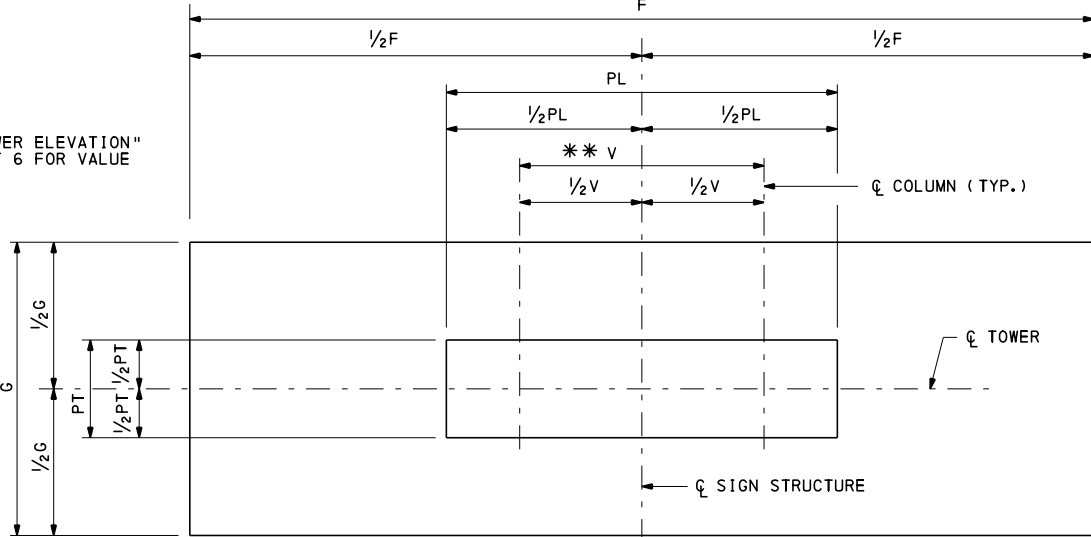 F
½F ½F
PL
½PL ½PL
** V
½V ½V
℄ COLUMN (TYP.)
ER ELEVATION"
6 FOR VALUE
G
½G
½G
PT
½PT
½PT
℄ TOWER
℄ SIGN STRUCTURE